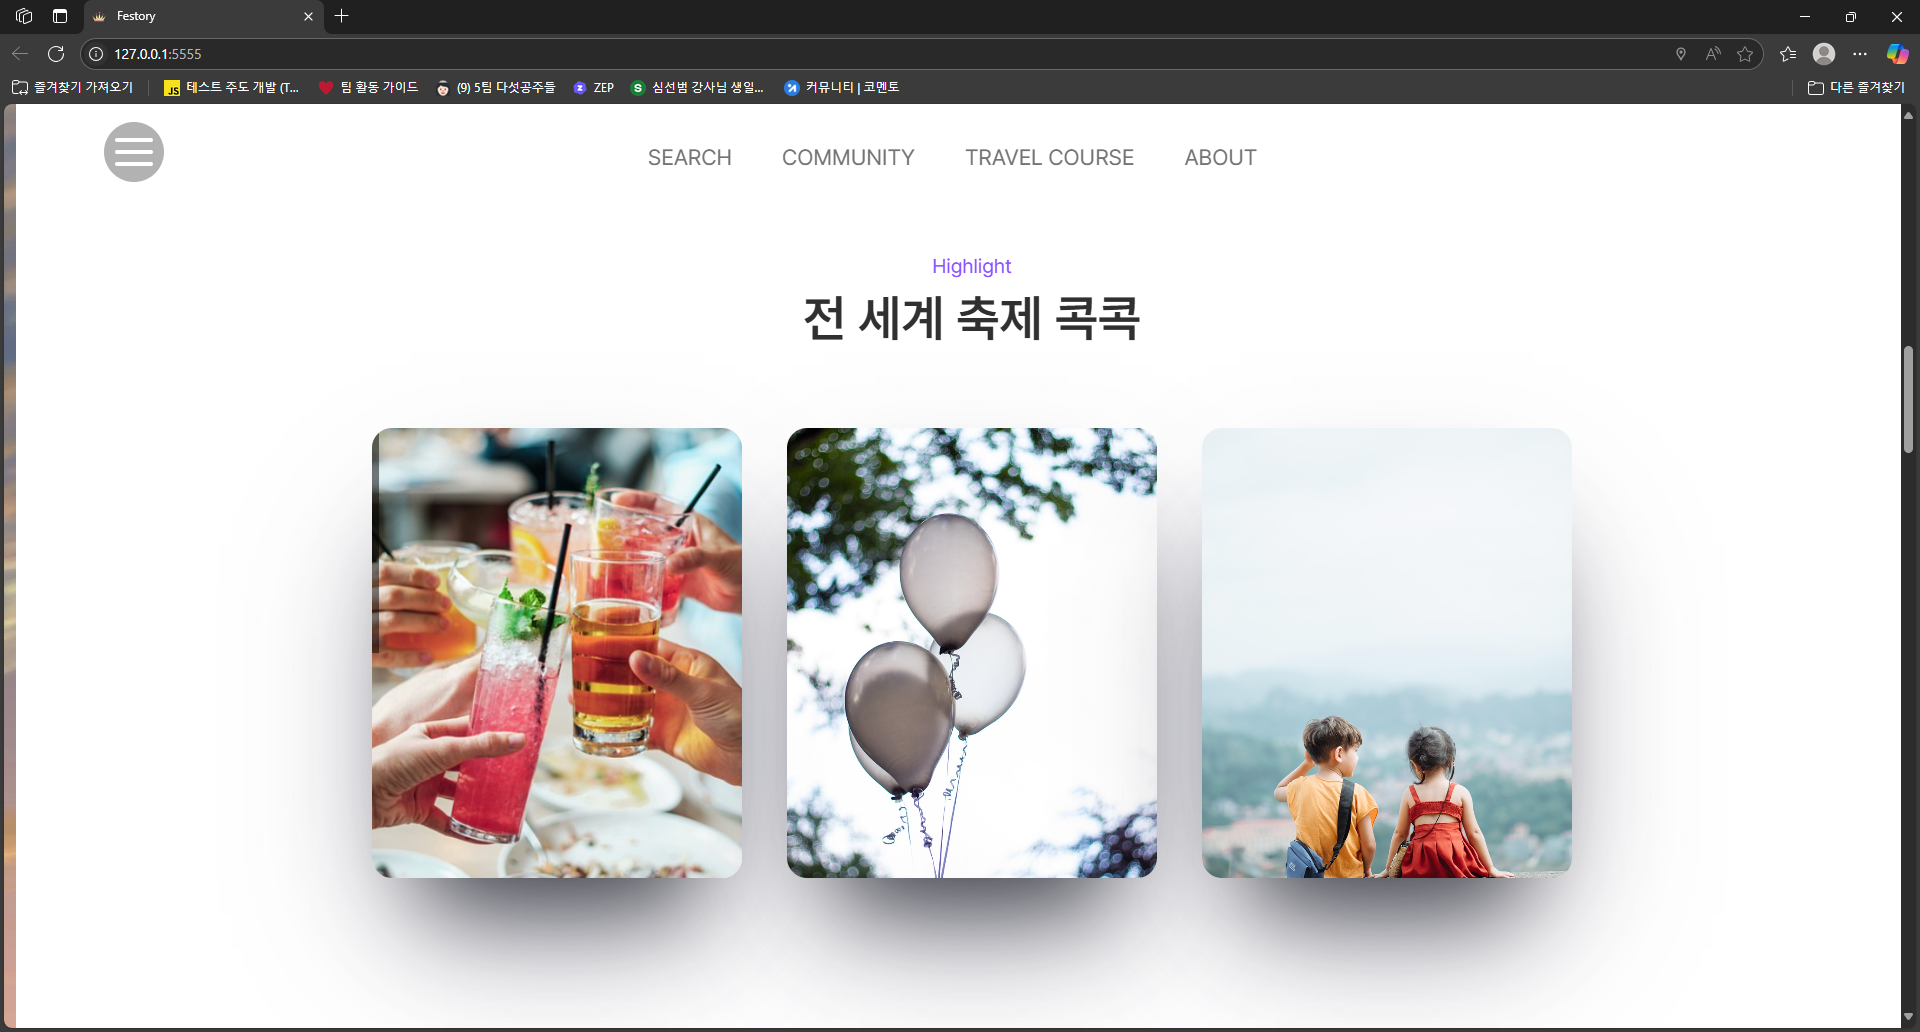 Festory
127.0.0.1:5555
즐겨찾기 가져오기
JS 테스트 주도 개발 (T...
팀 활동 가이드
(9) 5팀 다섯공주들
ZEP
S 심선범 강사님 생일...
커뮤니티 | 코멘토
다른 즐겨찾기
SEARCH
COMMUNITY
TRAVEL COURSE
ABOUT
Highlight
전 세계 축제 콕콕